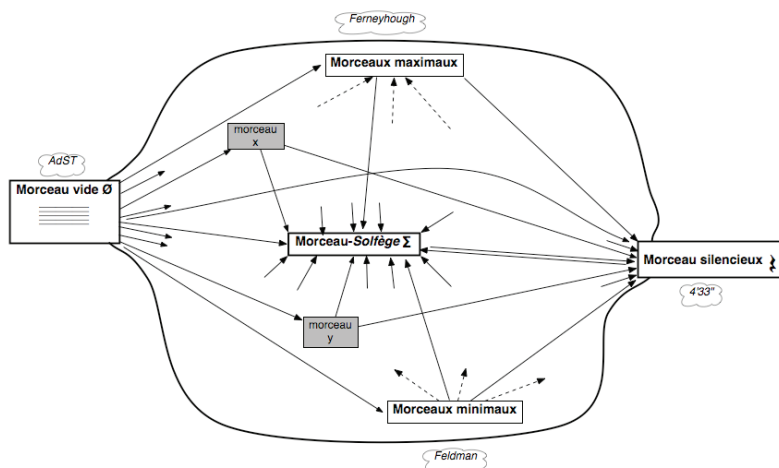 Ferneyhough
Morceaux maximaux
morceau
x
AdST
Morceau vide Ø
Morceau-Solfège Σ
Morceau silencieux
4'33"
morceau
y
Morceaux minimaux
Feldman